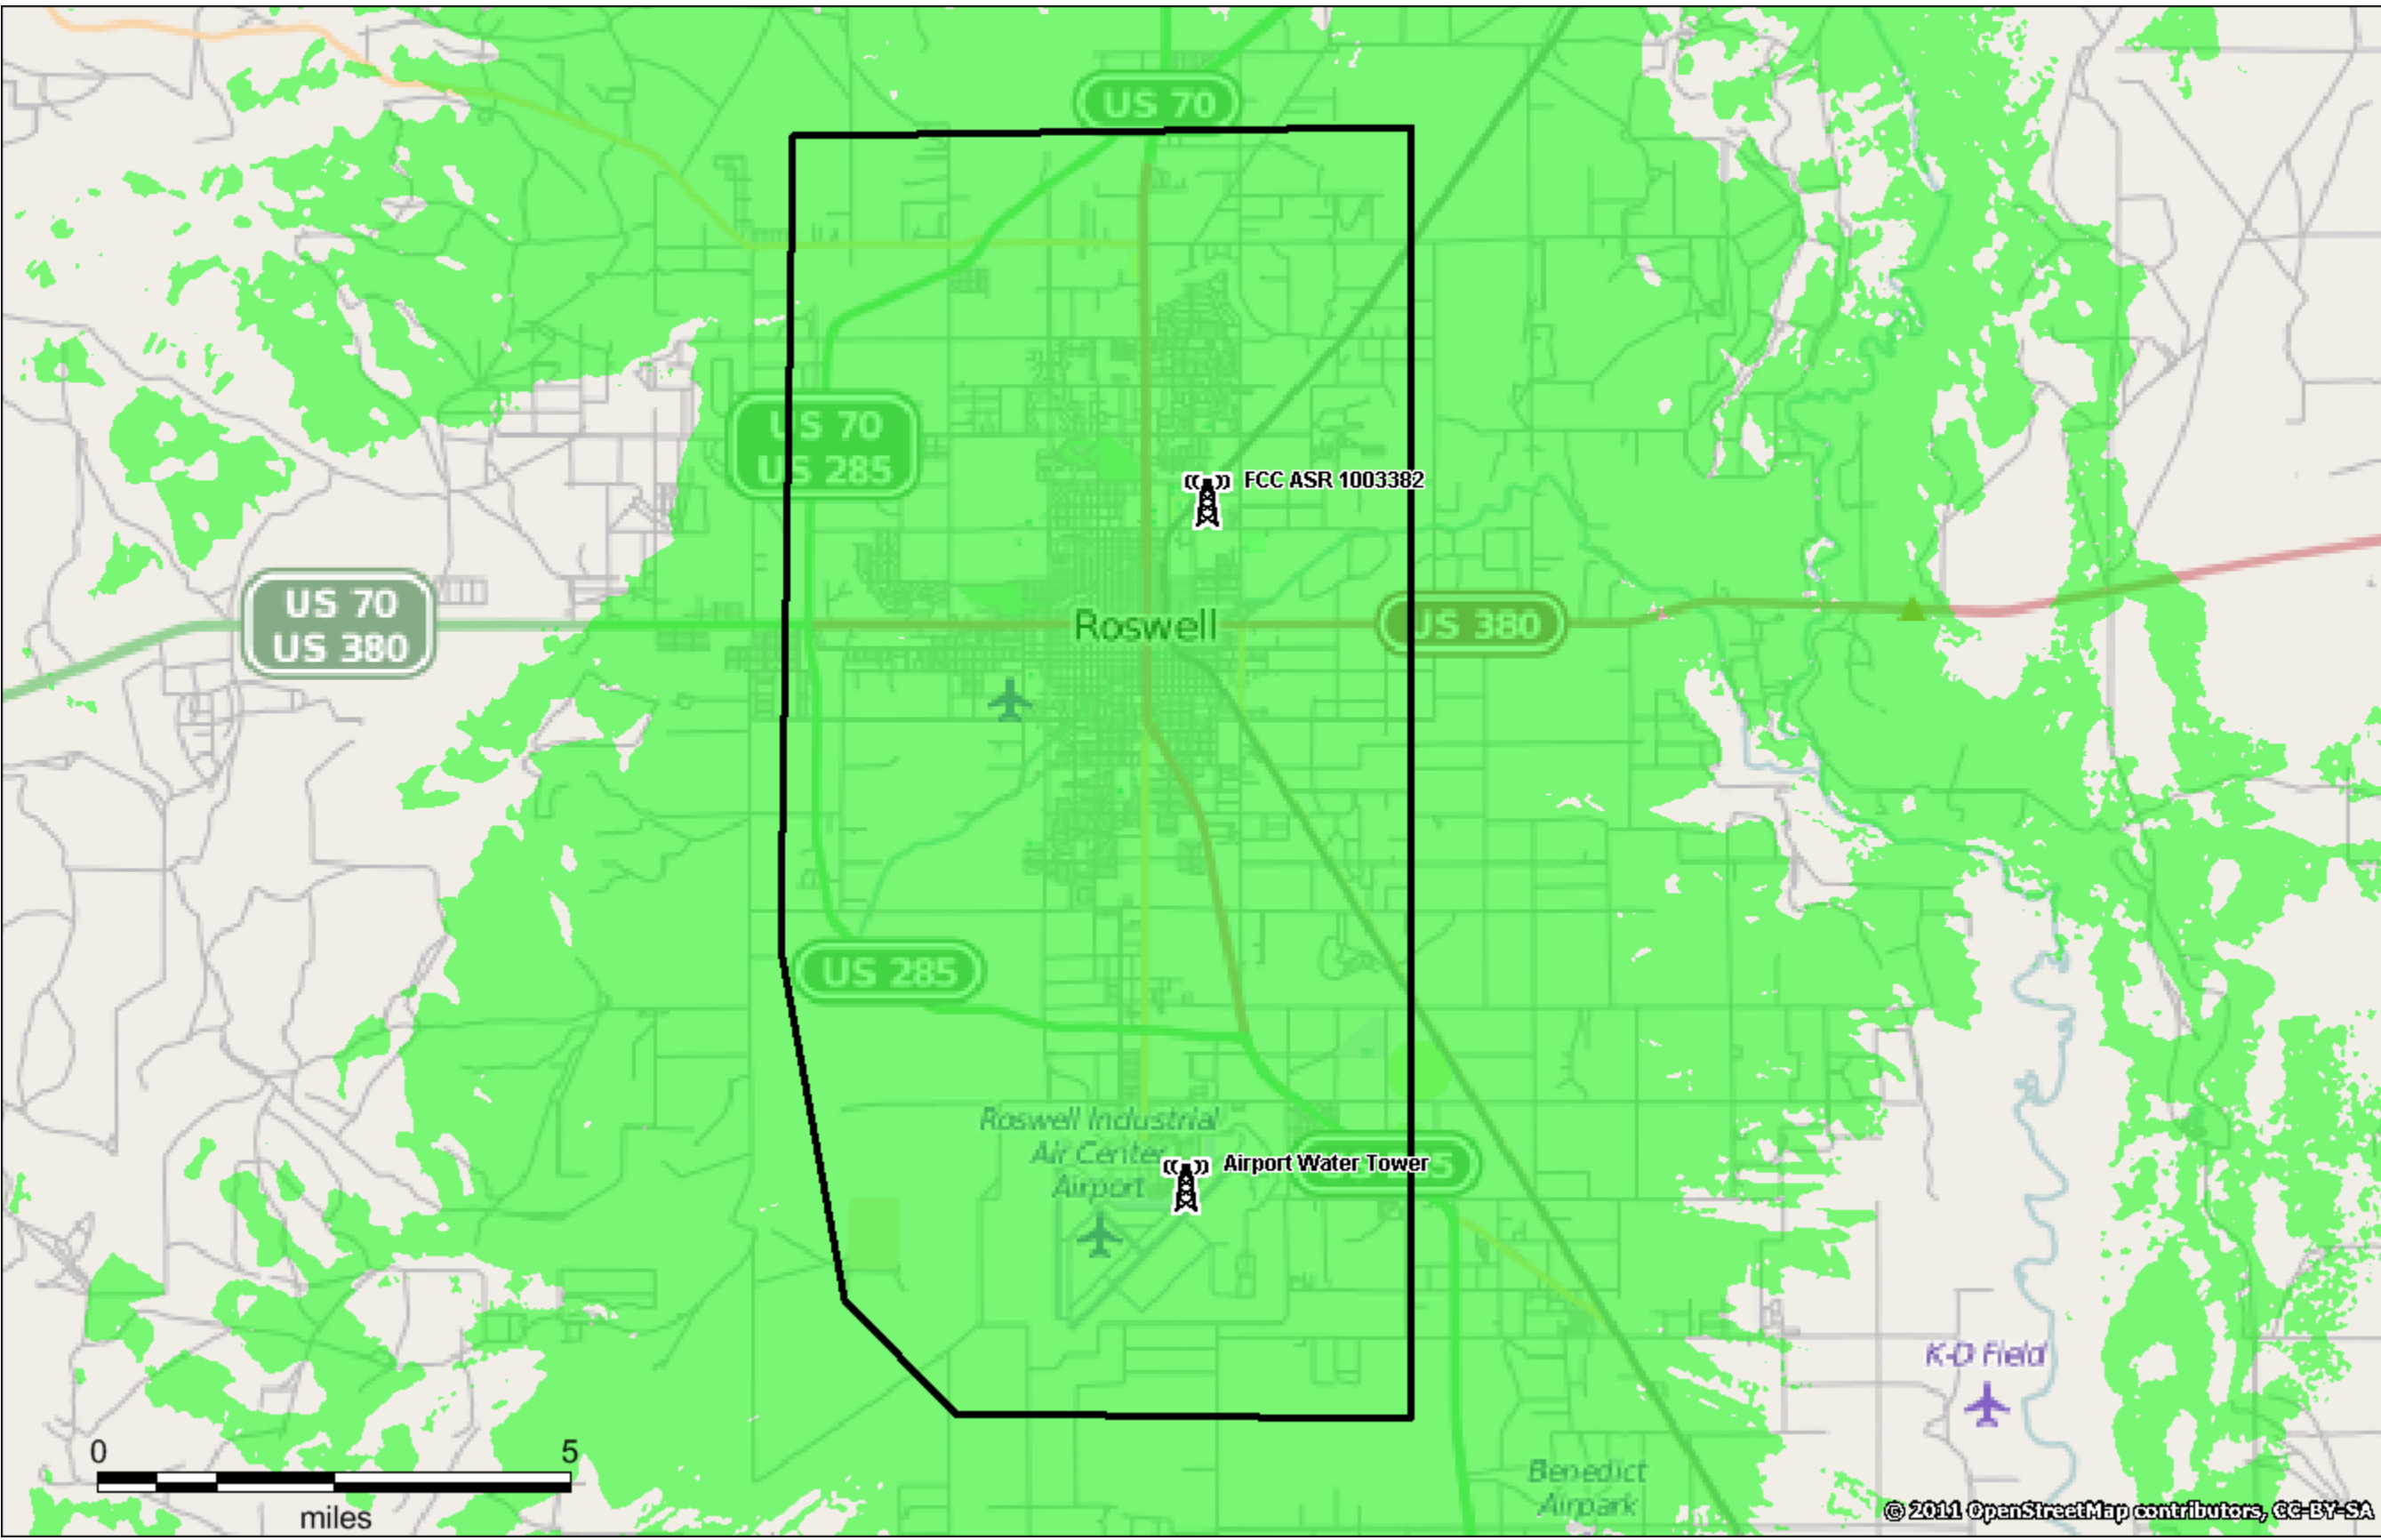 US 70
US 70
US 285
FCC ASR 1003382
US 70
US 380
Roswell
US 380
US 285
Roswell Industrial
Air Center
Airport
Airport Water Tower
5
K-D Field
0 5
miles
Benedict
Airpark
© 2011 OpenStreetMap contributors, CC-BY-SA